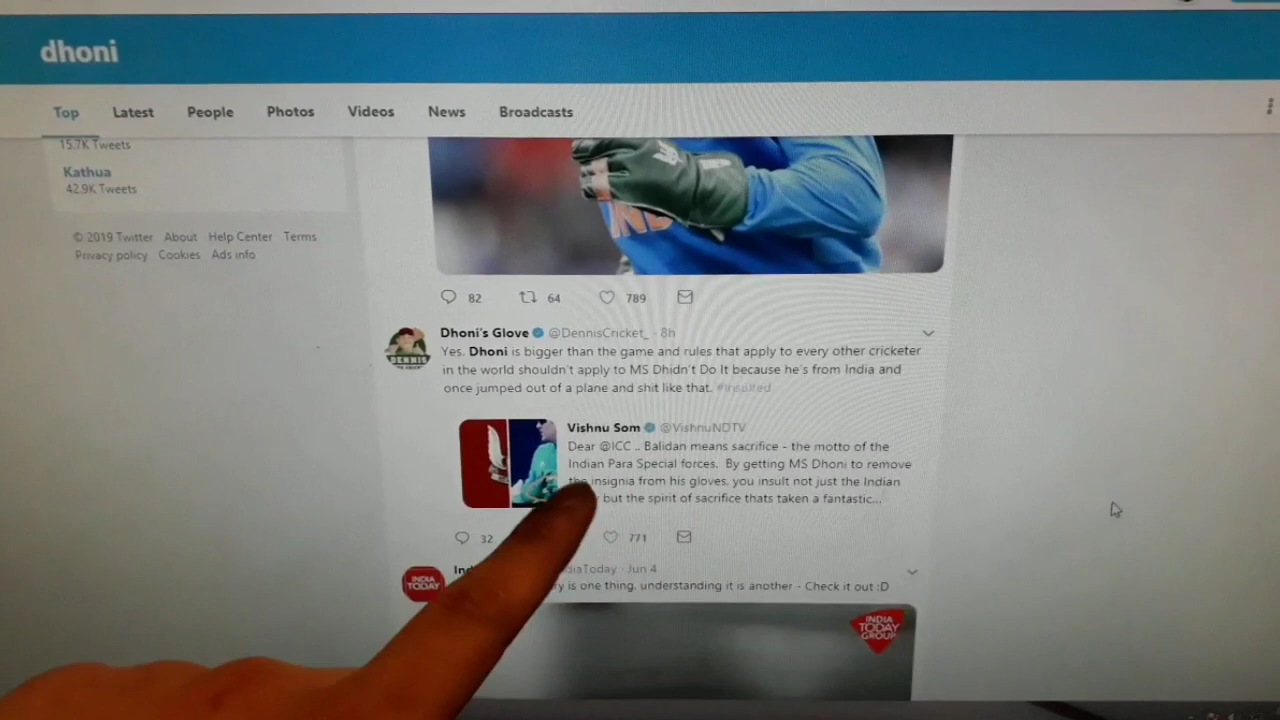 dhoni
Top Latest People Photos Videos News Broadcasts
15.7K Tweets
Kathua
42.9K Tweets
© 2019 Twitter About Help Center Terms
Privacy policy Cookies Ads info
IND
82 64 789
Dhoni's Glove @DennisCricket_ · 8h
Yes. Dhoni is bigger than the game and rules that apply to every other cricketer
in the world shouldn't apply to MS Dhidn't Do It because he's from India and
once jumped out of a plane and shit like that. #inspired
DENNIS
Vishnu Som @VishnuNDTV
Dear @ICC .. Balidan means sacrifice - the motto of the
Indian Para Special forces. By getting MS Dhoni to remove
the insignia from his gloves, you insult not just the Indian
but the spirit of sacrifice thats taken a fantastic...
32 771
INDIA
TODAY
diaToday · Jun 4
is one thing, understanding it is another - Check it out :D
INDIA
TODAY
GROUP